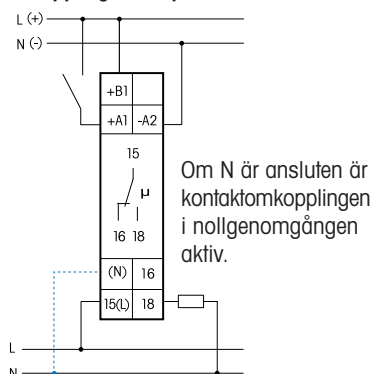 L (+)
N (-)
+B1
+A1 -A2
15
µ
16 18
(N) 16
15(L) 18
Om N är ansluten är
kontaktomkopplingen
i nollgenomgången
aktiv.
L
N